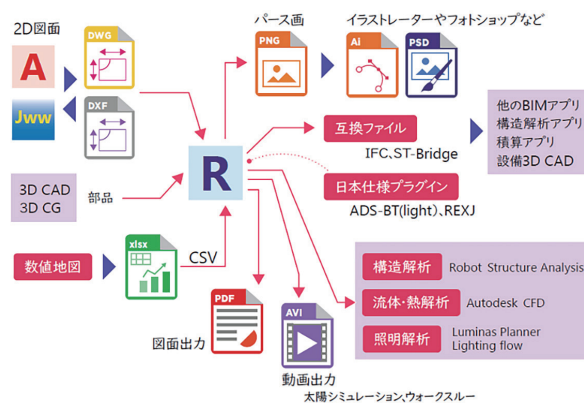 2D図面
A
Jww
DWG
DXF
PNG
パース画
イラストレーターやフォトショップなど
Ai
PSD
R
互換ファイル
IFC、ST-Bridge
他のBIMアプリ
構造解析アプリ
積算アプリ
設備3D CAD
日本仕様プラグイン
ADS-BT(light)、REXJ
3D CAD
3D CG
部品
数値地図
xlsx
CSV
PDF
図面出力
AVI
動画出力
太陽シミュレーション、ウォークスルー
構造解析 Robot Structure Analysis
流体・熱解析 Autodesk CFD
照明解析 Luminas Planner
Lighting flow